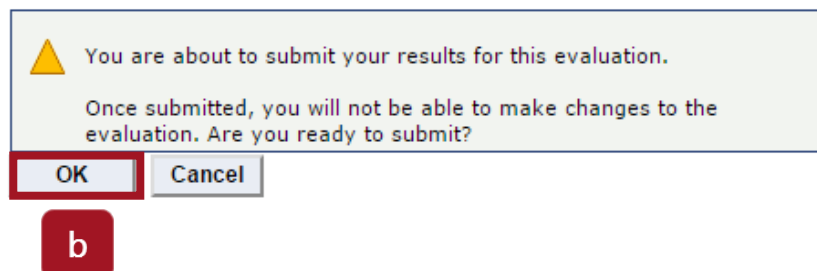 You are about to submit your results for this evaluation.
Once submitted, you will not be able to make changes to the
evaluation. Are you ready to submit?
OK Cancel
b